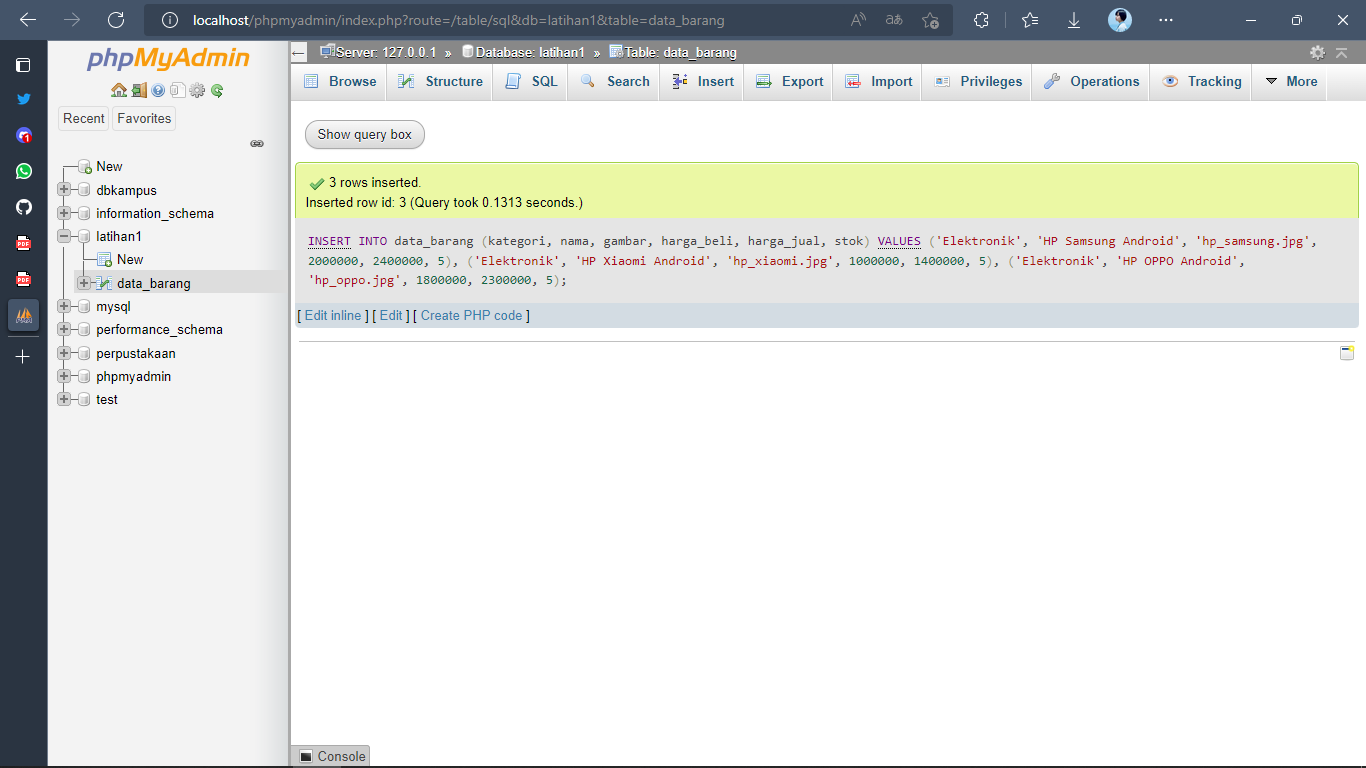 localhost/phpmyadmin/index.php?route=/table/sql&db=latihan1&table=data_barang
phpMyAdmin
Recent Favorites
New
dbkampus
information_schema
latihan1
New
data_barang
mysql
performance_schema
perpustakaan
phpmyadmin
test
Server: 127.0.0.1 » Database: latihan1 » Table: data_barang
Browse Structure SQL Search Insert Export Import Privileges Operations Tracking More
Show query box
3 rows inserted.
Inserted row id: 3 (Query took 0.1313 seconds.)
INSERT INTO data_barang (kategori, nama, gambar, harga_beli, harga_jual, stok) VALUES ('Elektronik', 'HP Samsung Android', 'hp_samsung.jpg',
2000000, 2400000, 5), ('Elektronik', 'HP Xiaomi Android', 'hp_xiaomi.jpg', 1000000, 1400000, 5), ('Elektronik', 'HP OPPO Android',
'hp_oppo.jpg', 1800000, 2300000, 5);
[ Edit inline ] [ Edit ] [ Create PHP code ]
Console